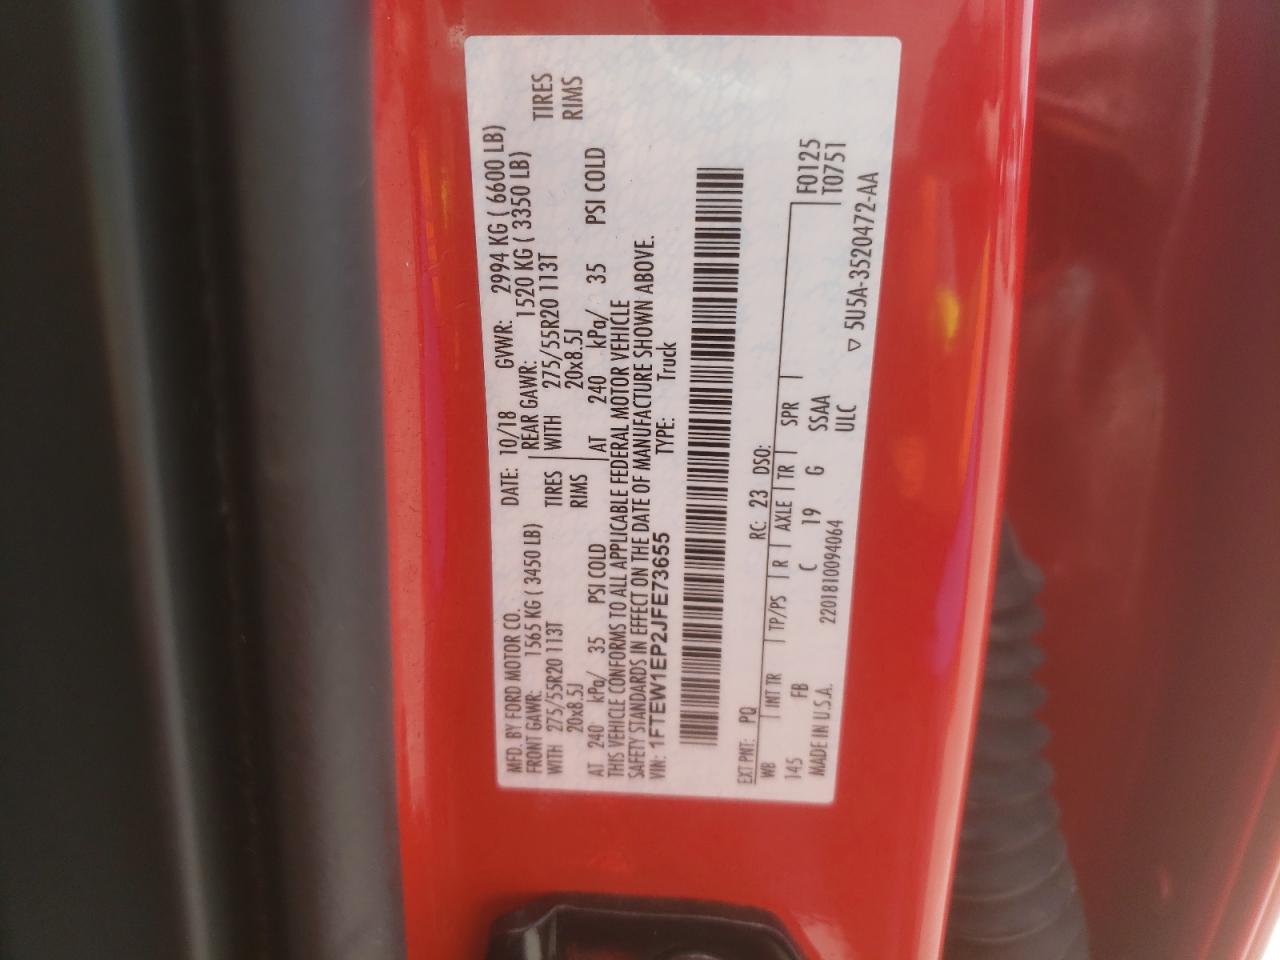 MFD. BY FORD MOTOR CO. DATE: 10/18 GVWR: 2994 KG ( 6600 LB)
FRONT GAWR: 1565 KG ( 3450 LB) REAR GAWR: 1520 KG ( 3350 LB)
WITH 275/55R20 113T TIRES WITH 275/55R20 113T TIRES
20x8.5J RIMS 20x8.5J RIMS
AT 240 kPa/ 35 PSI COLD AT 240 kPa/ 35 PSI COLD
THIS VEHICLE CONFORMS TO ALL APPLICABLE FEDERAL MOTOR VEHICLE
SAFETY STANDARDS IN EFFECT ON THE DATE OF MANUFACTURE SHOWN ABOVE.
VIN: 1FTEW1EP2JFE73655 TYPE: Truck
EXT PNT: PQ RC: 23 DSO:
WB INT TR TP/PS R AXLE TR SPR F0125
145 FB C 19 G SSAA T0751
MADE IN U.S.A. 2201810094064 ULC
▽ 5U5A-3520472-AA